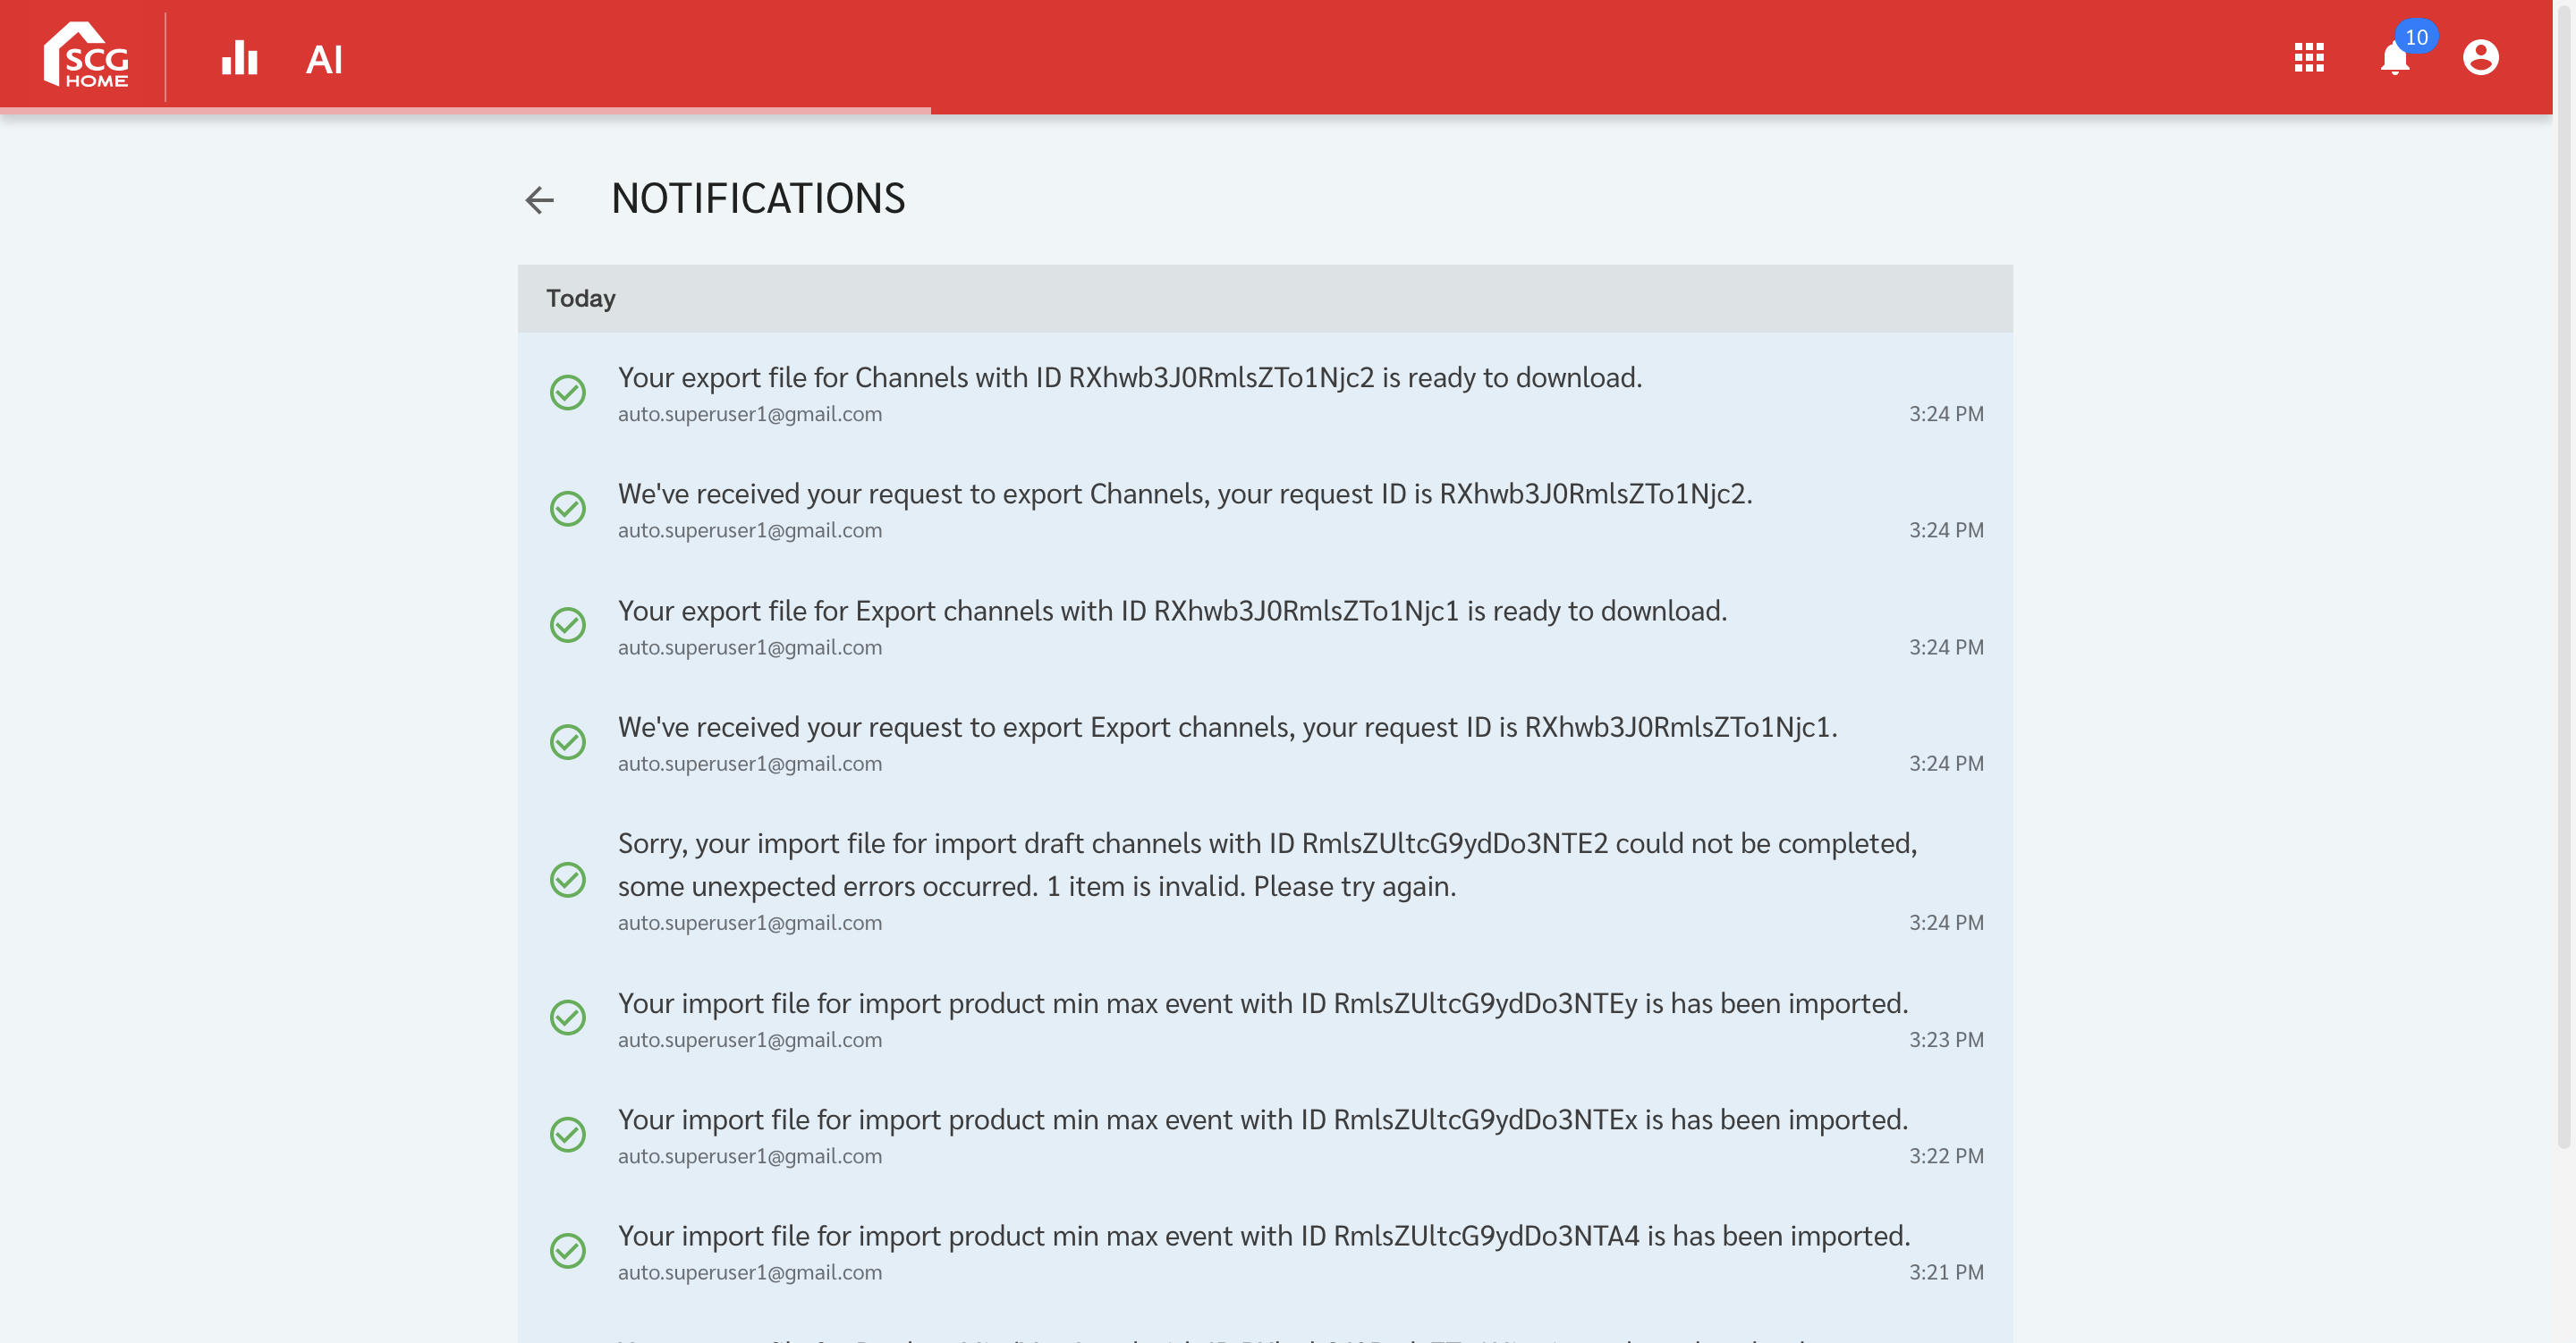 SCG
HOME
AI
10
NOTIFICATIONS
Today
Your export file for Channels with ID RXhwb3J0RmlsZTo1Njc2 is ready to download.
auto.superuser1@gmail.com
3:24 PM
We've received your request to export Channels, your request ID is RXhwb3J0RmlsZTo1Njc2.
auto.superuser1@gmail.com
3:24 PM
Your export file for Export channels with ID RXhwb3J0RmlsZTo1Njc1 is ready to download.
auto.superuser1@gmail.com
3:24 PM
We've received your request to export Export channels, your request ID is RXhwb3J0RmlsZTo1Njc1.
auto.superuser1@gmail.com
3:24 PM
Sorry, your import file for import draft channels with ID RmlsZUltcG9ydDo3NTE2 could not be completed,
some unexpected errors occurred. 1 item is invalid. Please try again.
auto.superuser1@gmail.com
3:24 PM
Your import file for import product min max event with ID RmlsZUltcG9ydDo3NTEy is has been imported.
auto.superuser1@gmail.com
3:23 PM
Your import file for import product min max event with ID RmlsZUltcG9ydDo3NTEx is has been imported.
auto.superuser1@gmail.com
3:22 PM
Your import file for import product min max event with ID RmlsZUltcG9ydDo3NTA4 is has been imported.
auto.superuser1@gmail.com
3:21 PM